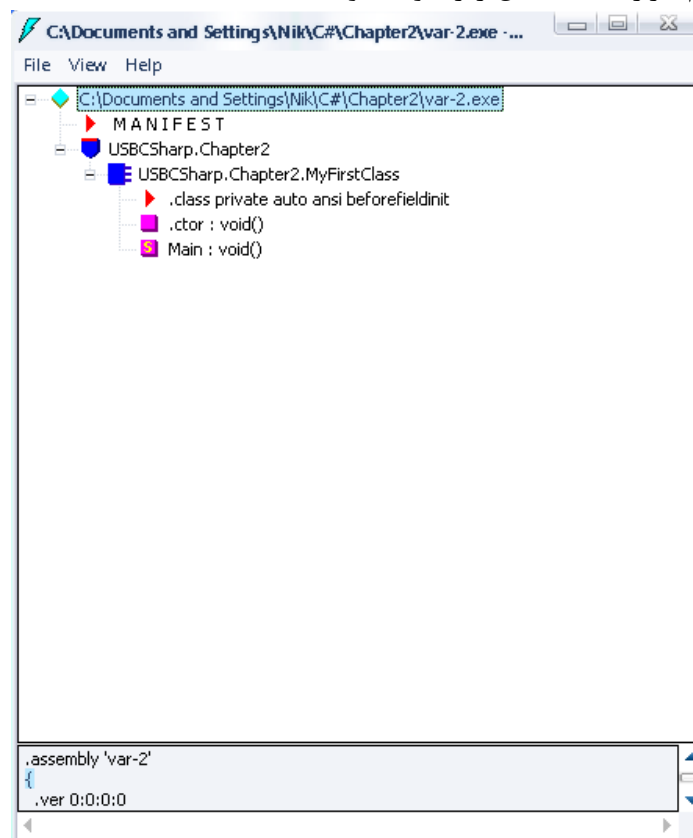 C:\Documents and Settings\Nik\C#\Chapter2\var-2.exe -...
File View Help
C:\Documents and Settings\Nik\C#\Chapter2\var-2.exe
MANIFEST
USBCSharp.Chapter2
USBCSharp.Chapter2.MyFirstClass
.class private auto ansi beforefieldinit
.ctor : void()
S Main : void()
.assembly 'var-2'
{
.ver 0:0:0:0